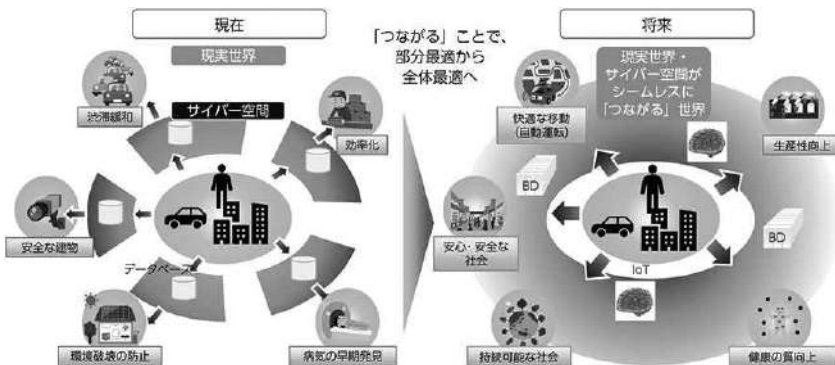 現在
現実世界
サイバー空間
渋滞緩和
効率化
安全な建物
データベース
環境破壊の防止
病気の早期発見
「つながる」ことで、
部分最適から
全体最適へ
将来
現実世界・
サイバー空間が
シームレスに
「つながる」世界
快適な移動
(自動運転)
生産性向上
BD
安心・安全な
社会
BD
IoT
持続可能な社会
健康の質向上